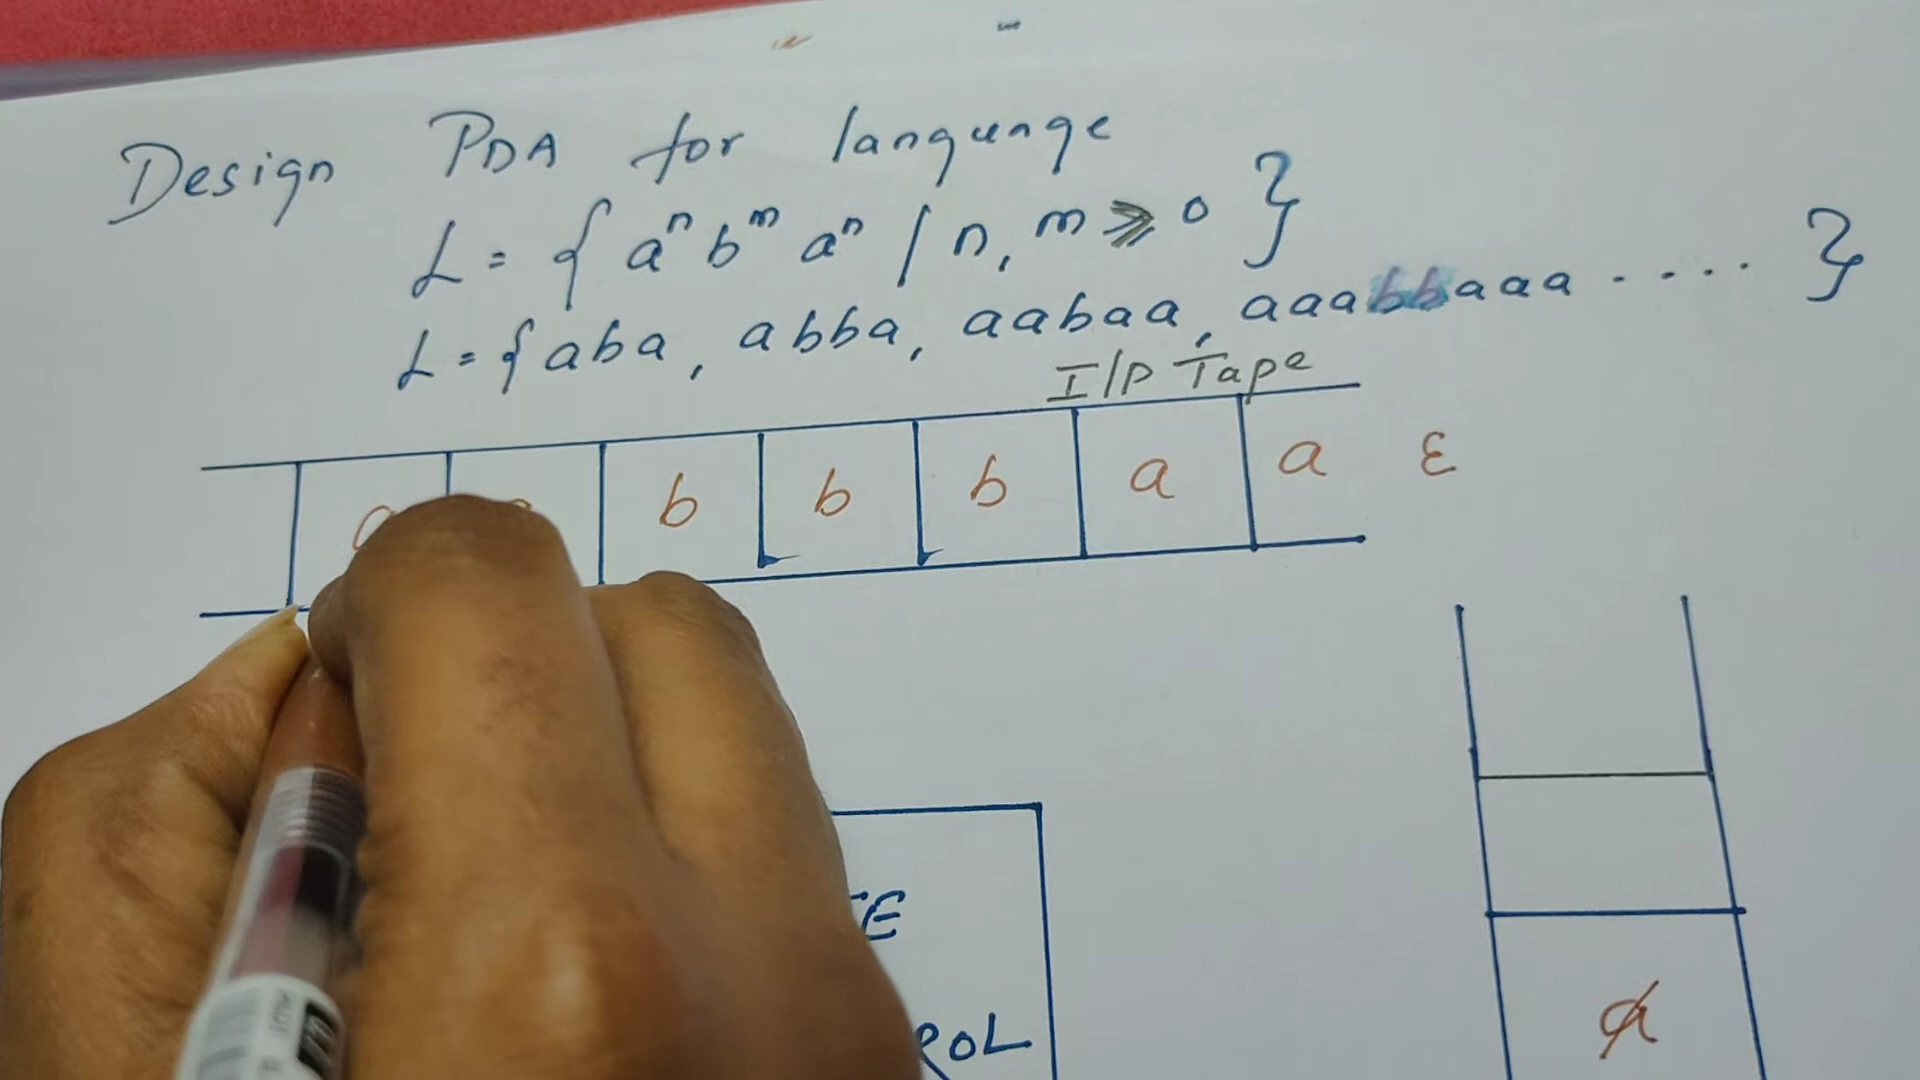 Design PDA for language
L = { aⁿ bᵐ aⁿ / n, m ⩾ 0 }
L = { aba, abba, aabaa, aaabbaaa . . . . }
I/P Tape
a b b b a a ε
ROL
a